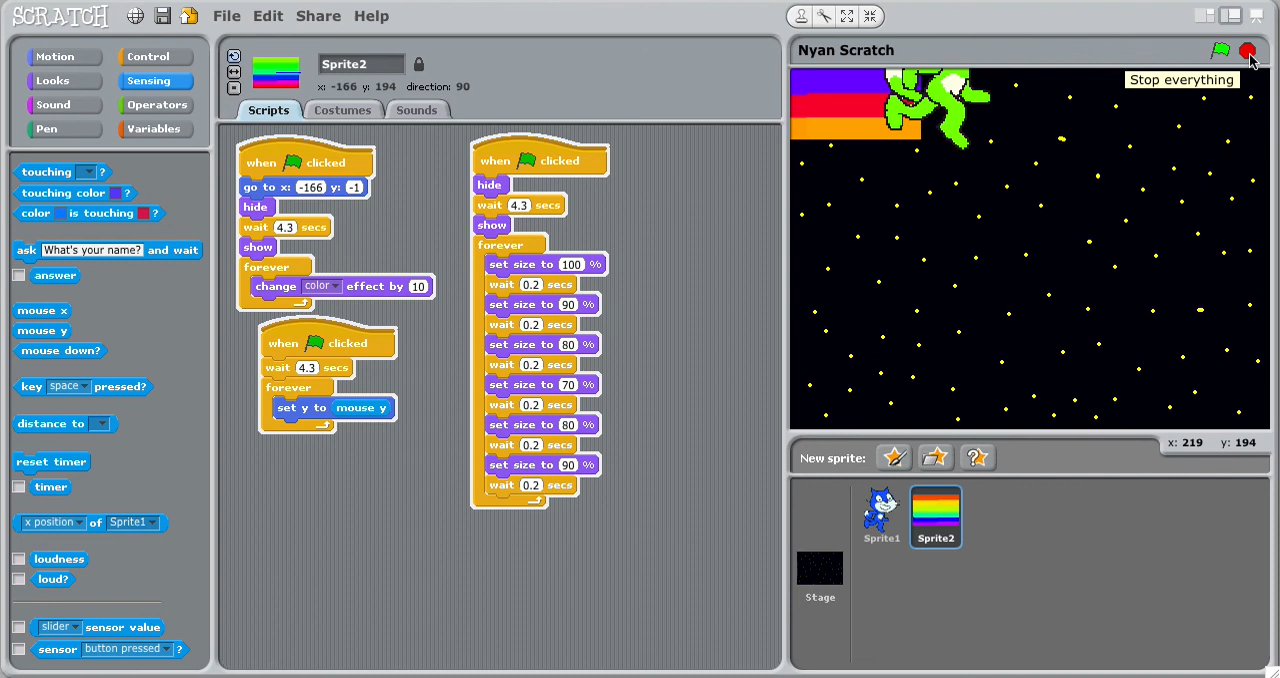 SCRATCH File Edit Share Help
Motion Control
Looks Sensing
Sound Operators
Pen Variables
touching ?
touching color ?
color is touching ?
ask What's your name? and wait
answer
mouse x
mouse y
mouse down?
key space pressed?
distance to
reset timer
timer
x position of Sprite1
loudness
loud?
slider sensor value
sensor button pressed ?
Sprite2
x: -166 y: 194 direction: 90
Scripts Costumes Sounds
when clicked
go to x: -166 y: -1
hide
wait 4.3 secs
show
forever
change color effect by 10
when clicked
wait 4.3 secs
forever
set y to mouse y
when clicked
hide
wait 4.3 secs
show
forever
set size to 100 %
wait 0.2 secs
set size to 90 %
wait 0.2 secs
set size to 80 %
wait 0.2 secs
set size to 70 %
wait 0.2 secs
set size to 80 %
wait 0.2 secs
set size to 90 %
wait 0.2 secs
Nyan Scratch
Stop everything
x: 219 y: 194
New sprite:
Sprite1 Sprite2
Stage